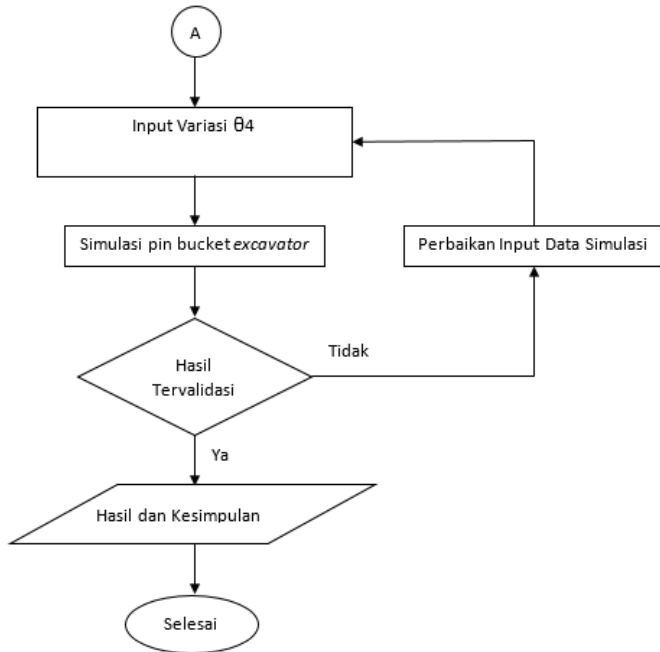 A
Input Variasi θ4
Simulasi pin bucket excavator
Perbaikan Input Data Simulasi
Hasil
Tervalidasi
Tidak
Ya
Hasil dan Kesimpulan
Selesai